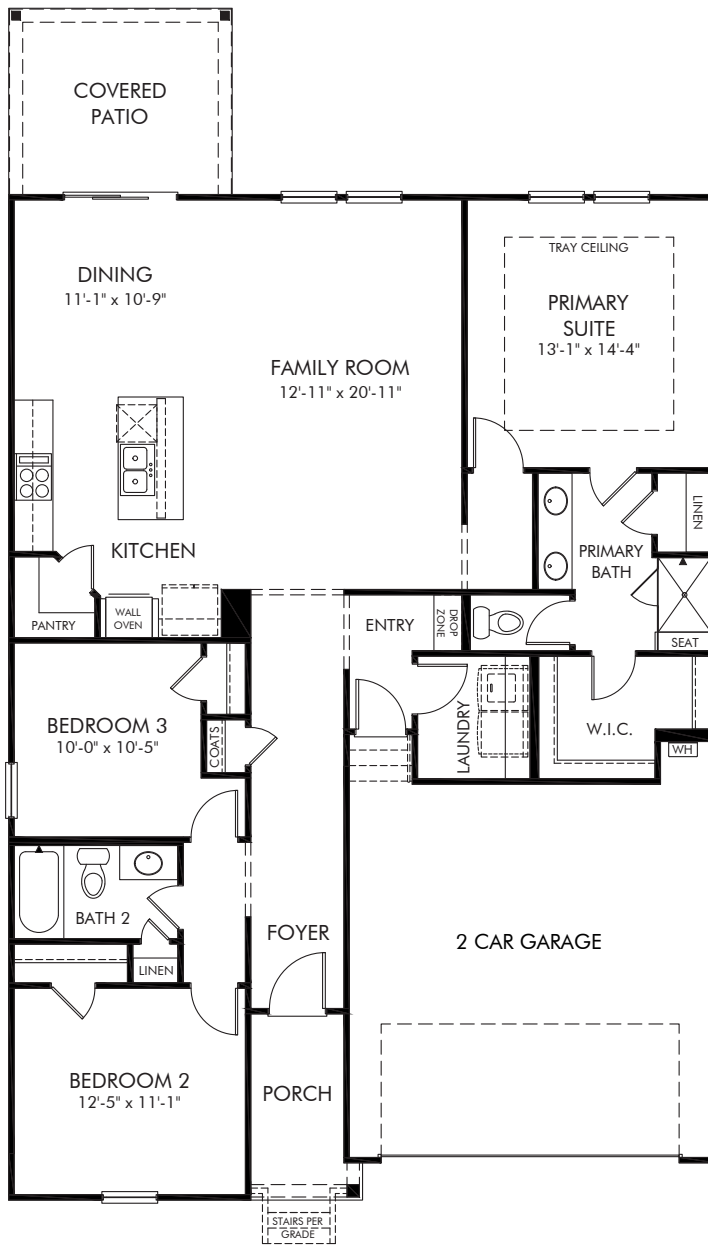 COVERED
PATIO
DINING
11'-1" x 10'-9"
TRAY CEILING
PRIMARY
SUITE
13'-1" x 14'-4"
FAMILY ROOM
12'-11" x 20'-11"
KITCHEN
LINEN
PRIMARY
BATH
PANTRY
WALL
OVEN
ENTRY
DROP
ZONE
SEAT
BEDROOM 3
10'-0" x 10'-5"
COATS
LAUNDRY
W.I.C.
WH
BATH 2
LINEN
FOYER
2 CAR GARAGE
BEDROOM 2
12'-5" x 11'-1"
PORCH
STAIRS PER
GRADE